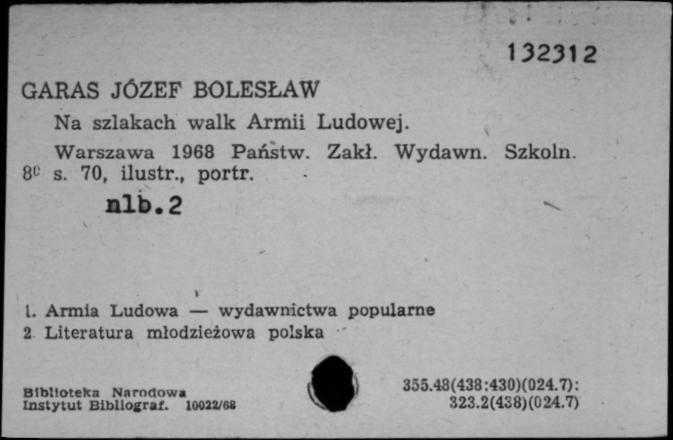 132312
GARAS JÓZEF BOLESŁAW
Na szlakach walk Armii Ludowej.
Warszawa 1968 Państw. Zakł. Wydawn. Szkoln.
8° s. 70, ilustr., portr.
nlb.2
1. Armia Ludowa — wydawnictwa popularne
2 Literatura młodzieżowa polska
Biblioteka Narodowa
Instytut Bibliograf. 10022/68
355.48(438:430)(024.7):
323.2(438)(024.7)